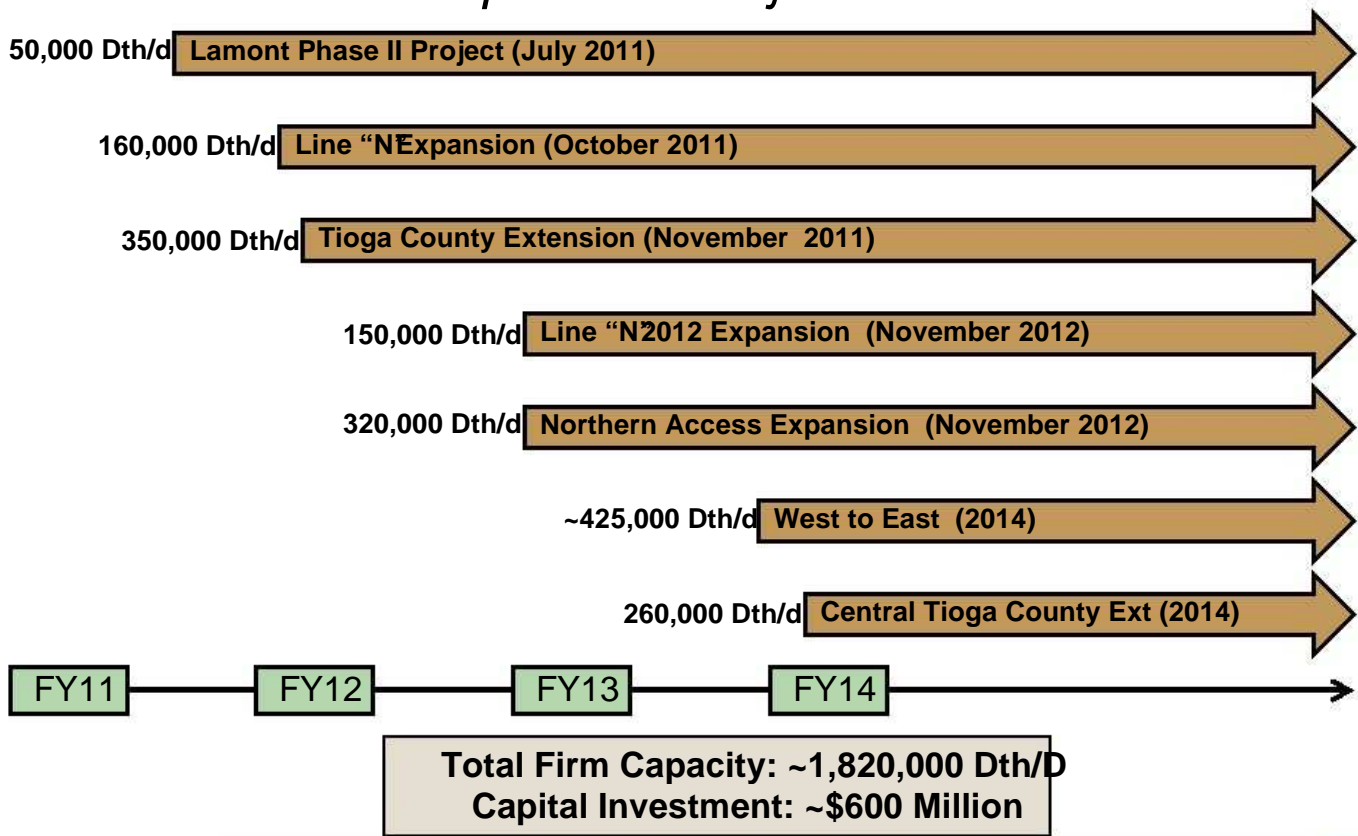 50,000 Dth/d Lamont Phase II Project (July 2011)
160,000 Dth/d Line “N” Expansion (October 2011)
350,000 Dth/d Tioga County Extension (November 2011)
150,000 Dth/d Line “N” 2012 Expansion (November 2012)
320,000 Dth/d Northern Access Expansion (November 2012)
~425,000 Dth/d West to East (2014)
260,000 Dth/d Central Tioga County Ext (2014)
FY11 FY12 FY13 FY14
Total Firm Capacity: ~1,820,000 Dth/D
Capital Investment: ~$600 Million